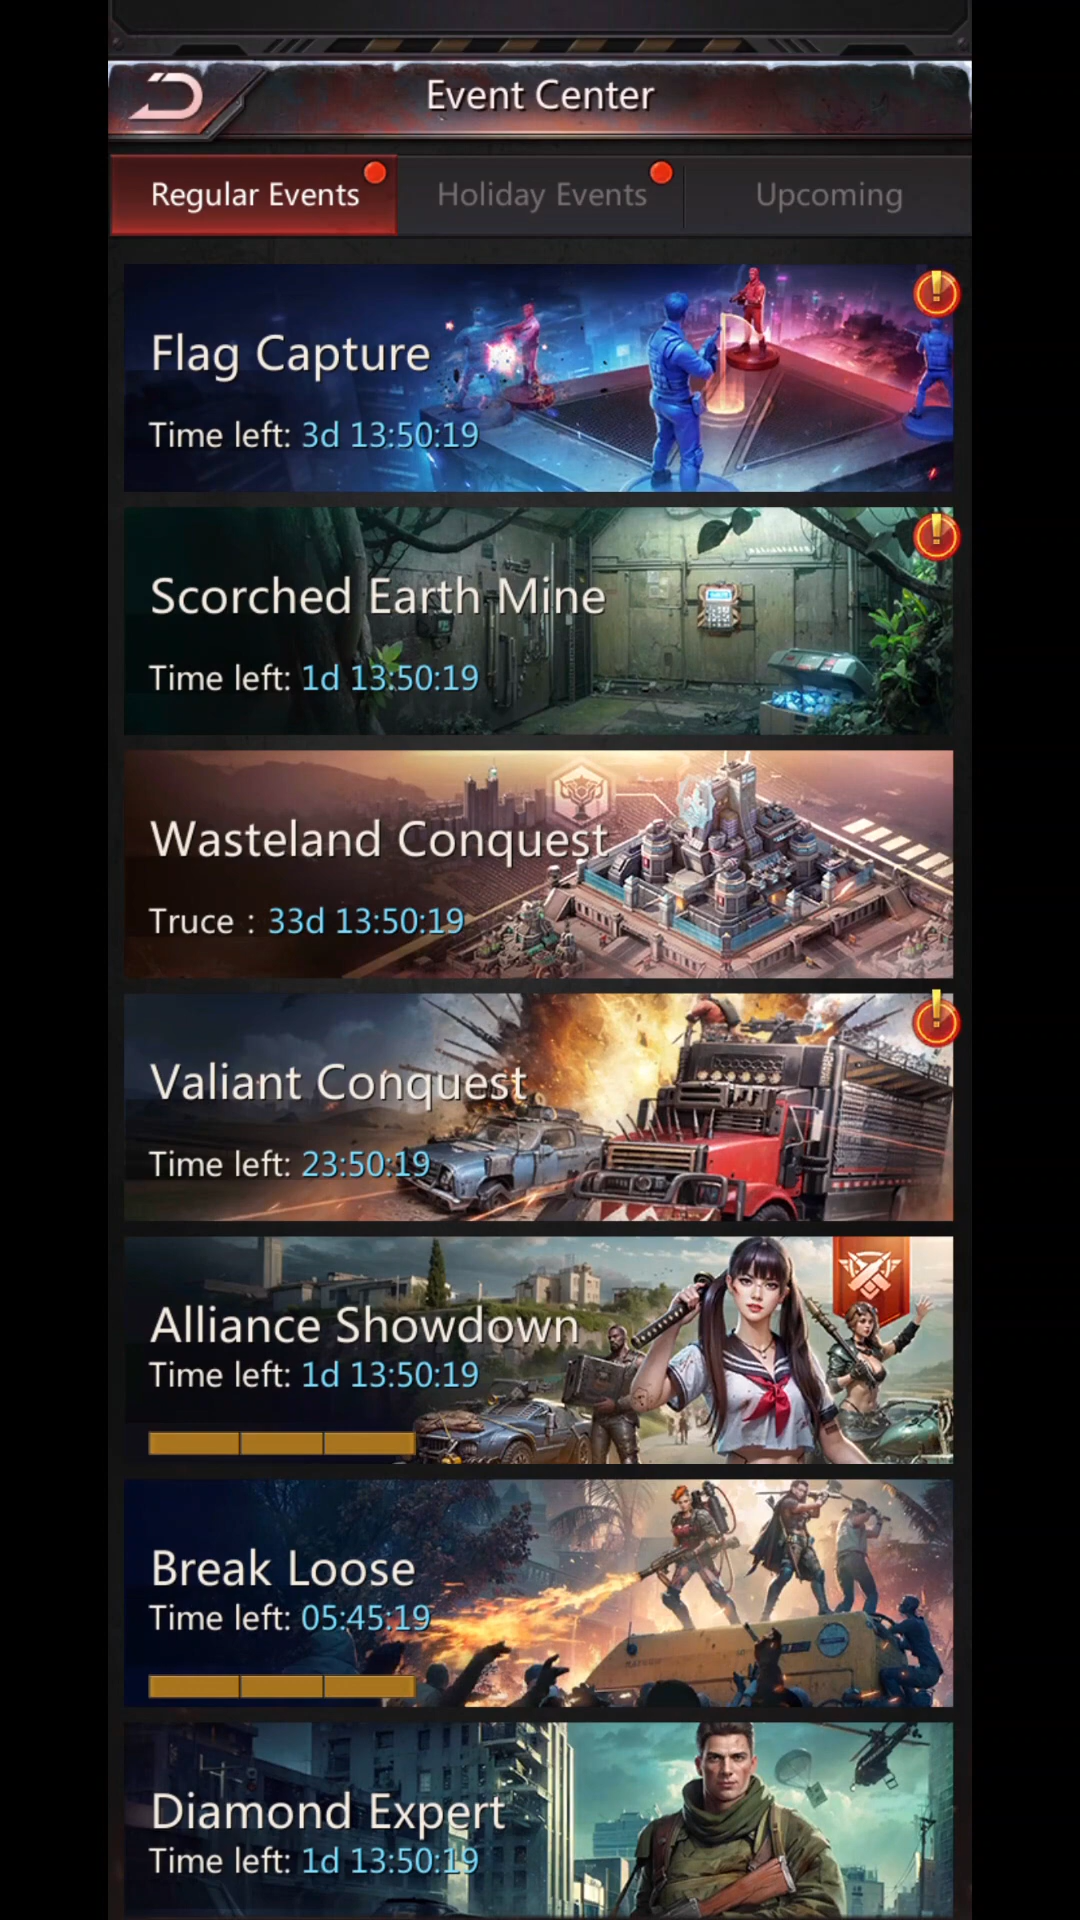 Event Center
Regular Events
Holiday Events
Upcoming
Flag Capture
Time left: 3d 13:50:19
Scorched Earth Mine
Time left: 1d 13:50:19
Wasteland Conquest
Truce : 33d 13:50:19
Valiant Conquest
Time left: 23:50:19
Alliance Showdown
Time left: 1d 13:50:19
Break Loose
Time left: 05:45:19
Diamond Expert
Time left: 1d 13:50:19